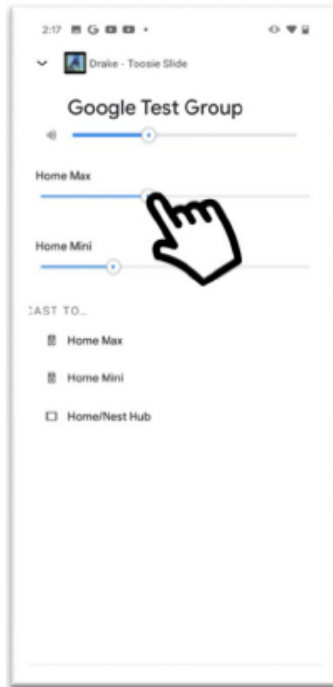 2:17
Drake - Toosie Slide
Google Test Group
Home Max
Home Mini
CAST TO...
Home Max
Home Mini
Home/Nest Hub